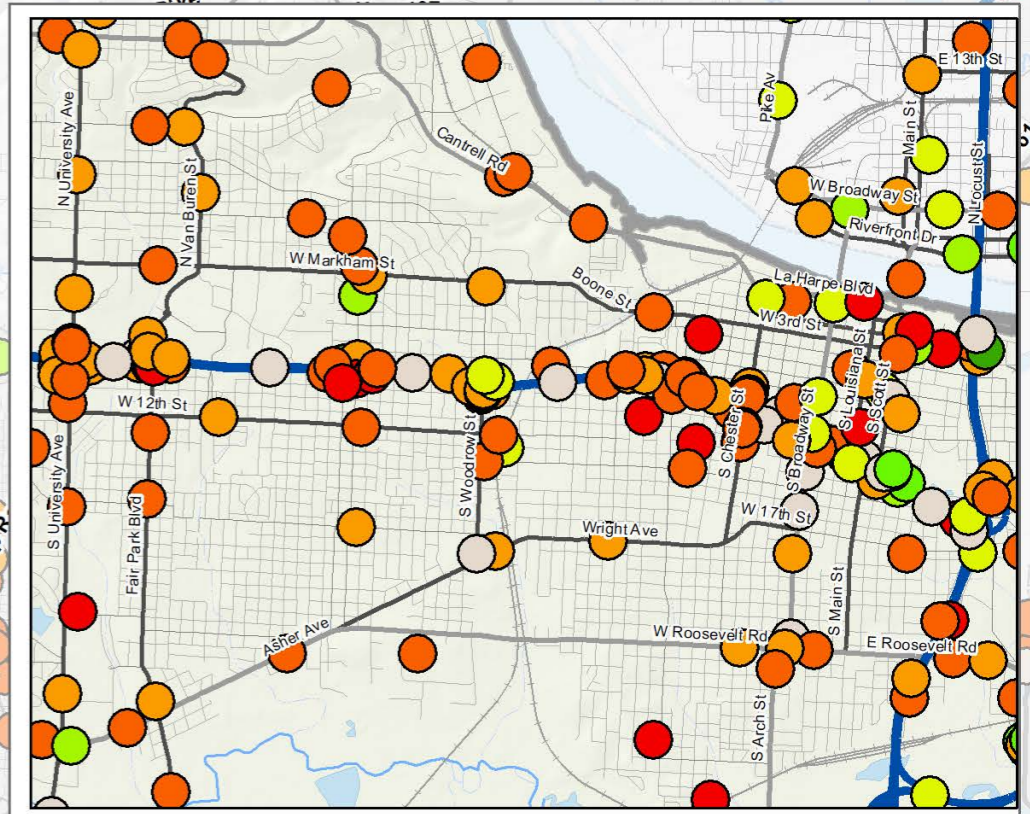 E 13th St
Pike Av
Main St
N University Ave
Cantrell Rd
N Locust St
N Van Buren St
W Broadway St
Riverfront Dr
W Markham St
Boone St
La Harpe Blvd
W 3rd St
S Louisiana St
S Scott St
W 12th St
S Chester St
S Broadway St
S Woodrow St
S University Ave
W 17th St
Wright Ave
Fair Park Blvd
S Main St
Asher Ave
W Roosevelt Rd
E Roosevelt Rd
S Arch St